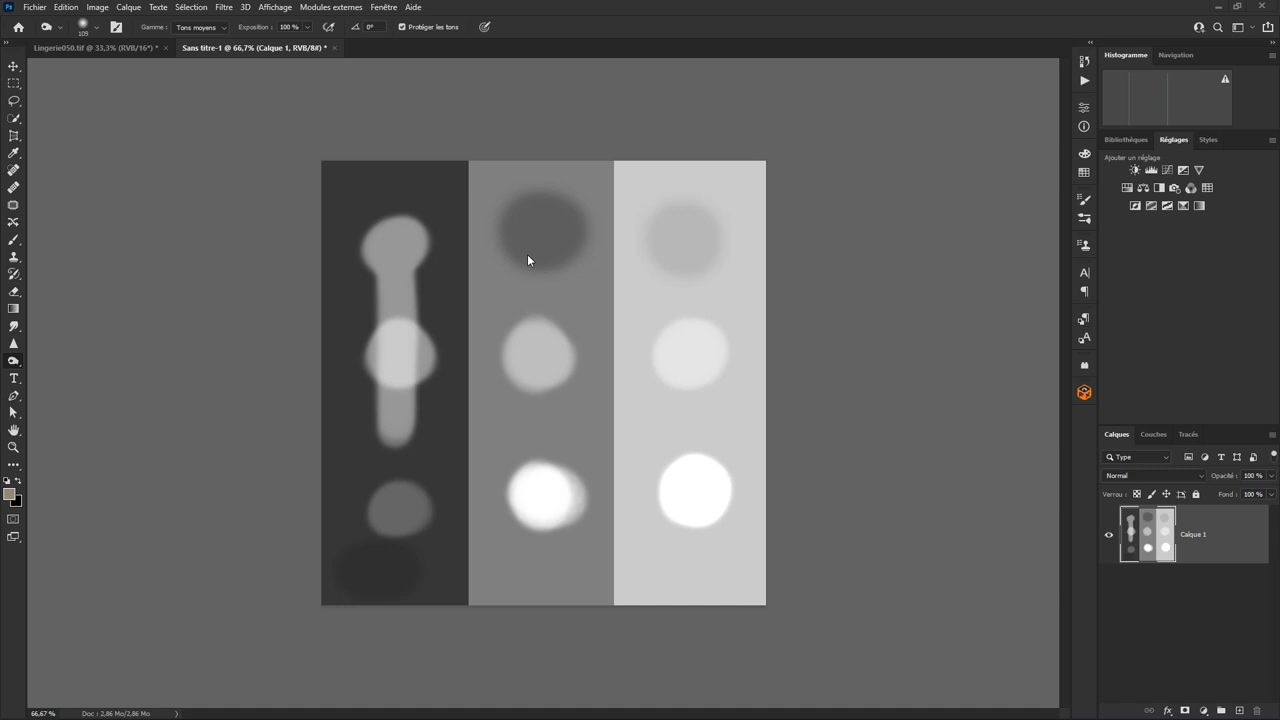 Ps Fichier Edition Image Calque Texte Sélection Filtre 3D Affichage Modules externes Fenêtre Aide
109 Gamme : Tons moyens Exposition : 100 % 0° Protéger les tons
Lingerie050.tif @ 33,3% (RVB/16*) * × Sans titre-1 @ 66,7% (Calque 1, RVB/8#) * ×
Histogramme Navigation
Bibliothèques Réglages Styles
Ajouter un réglage
Calques Couches Tracés
Type
Normal Opacité : 100 %
Verrou : Fond : 100 %
Calque 1
66,67 % Doc : 2,86 Mo/2,86 Mo